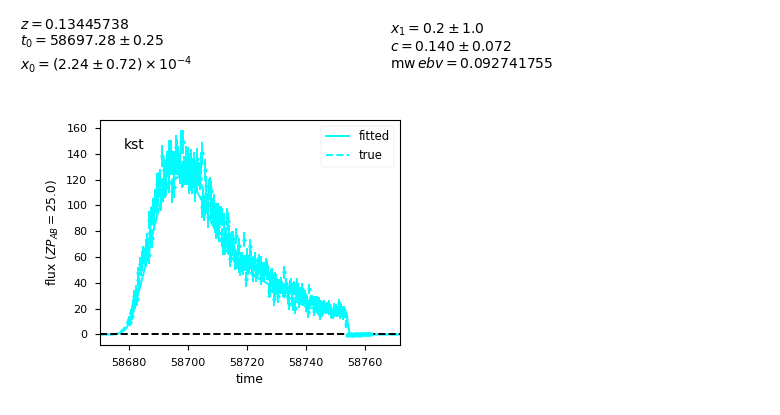 z = 0.13445738
t₀ = 58697.28 ± 0.25
x₀ = (2.24 ± 0.72) × 10⁻⁴
x₁ = 0.2 ± 1.0
c = 0.140 ± 0.072
mw ebv = 0.092741755
kst
fitted
true
flux (ZP_AB = 25.0)
160
140
120
100
80
60
40
20
0
58680 58700 58720 58740 58760
time